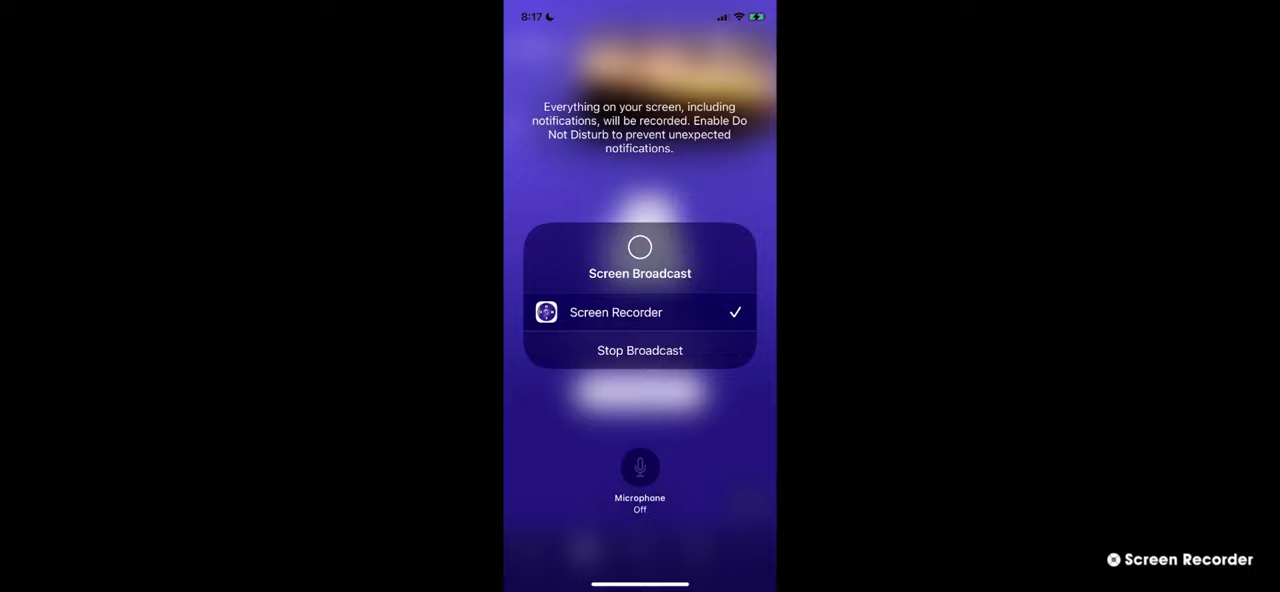 8:17
Everything on your screen, including
notifications, will be recorded. Enable Do
Not Disturb to prevent unexpected
notifications.
Screen Broadcast
Screen Recorder
Stop Broadcast
Microphone
Off
Screen Recorder